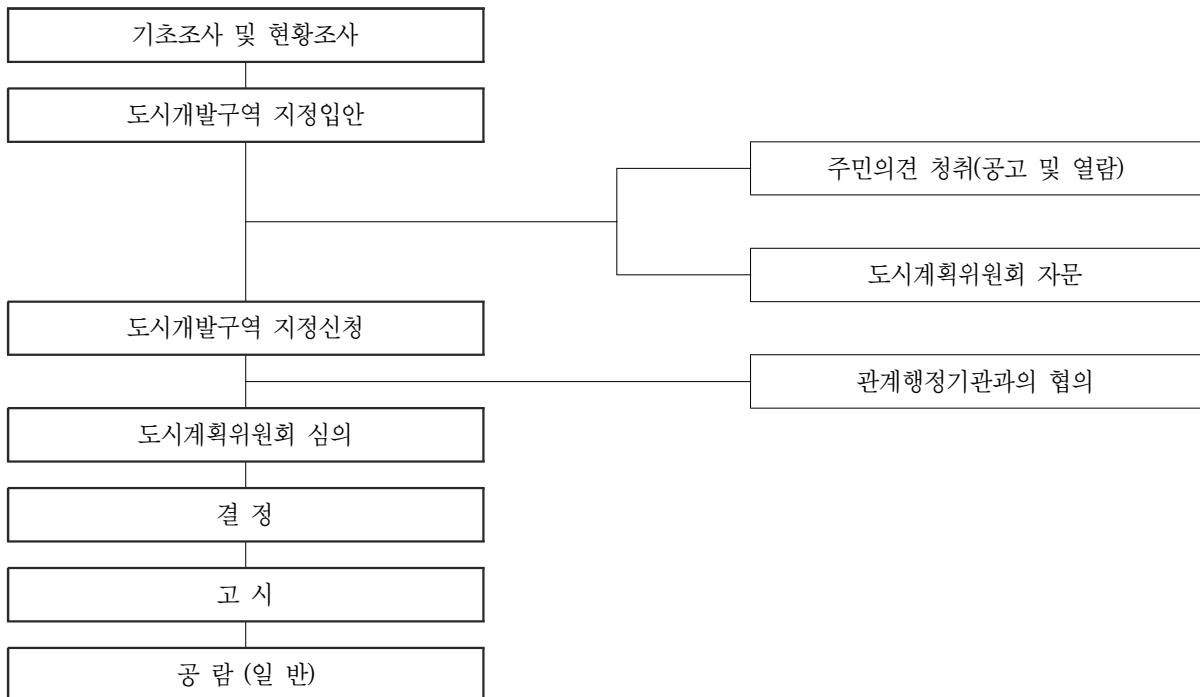 기초조사 및 현황조사
도시개발구역 지정입안
주민의견 청취(공고 및 열람)
도시계획위원회 자문
도시개발구역 지정신청
관계행정기관과의 협의
도시계획위원회 심의
결 정
고 시
공 람 (일 반)